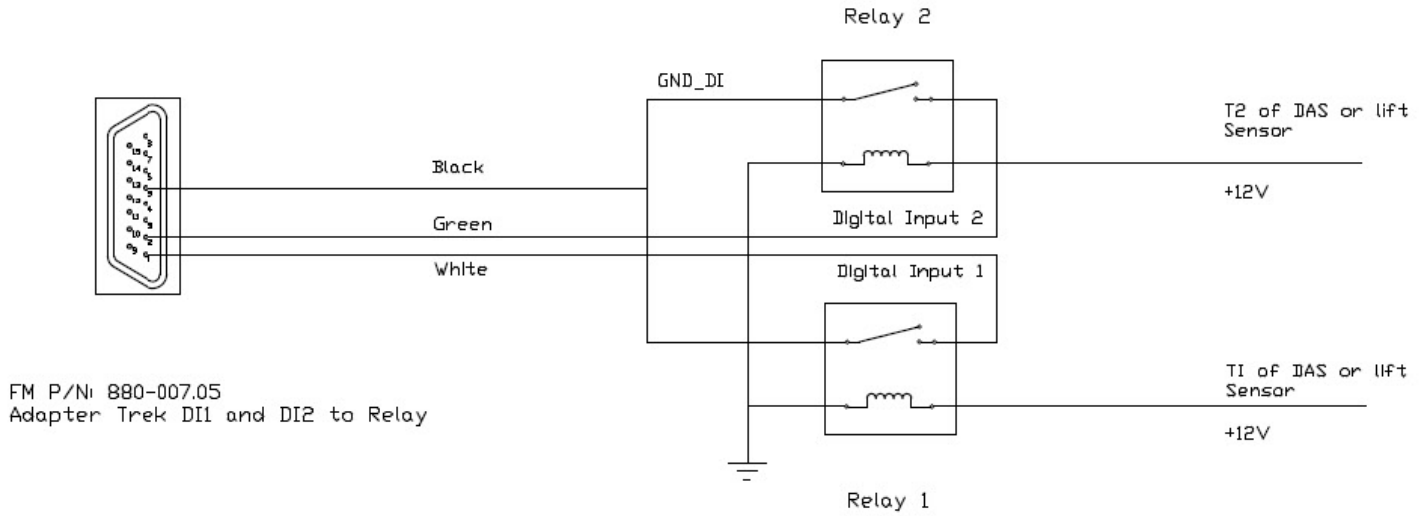 Relay 2
GND_DI
T2 of DAS or lift
Sensor
Black
+12V
Digital Input 2
Green
White
Digital Input 1
FM P/N: 880-007.05
Adapter Trek DI1 and DI2 to Relay
T1 of DAS or lift
Sensor
+12V
Relay 1